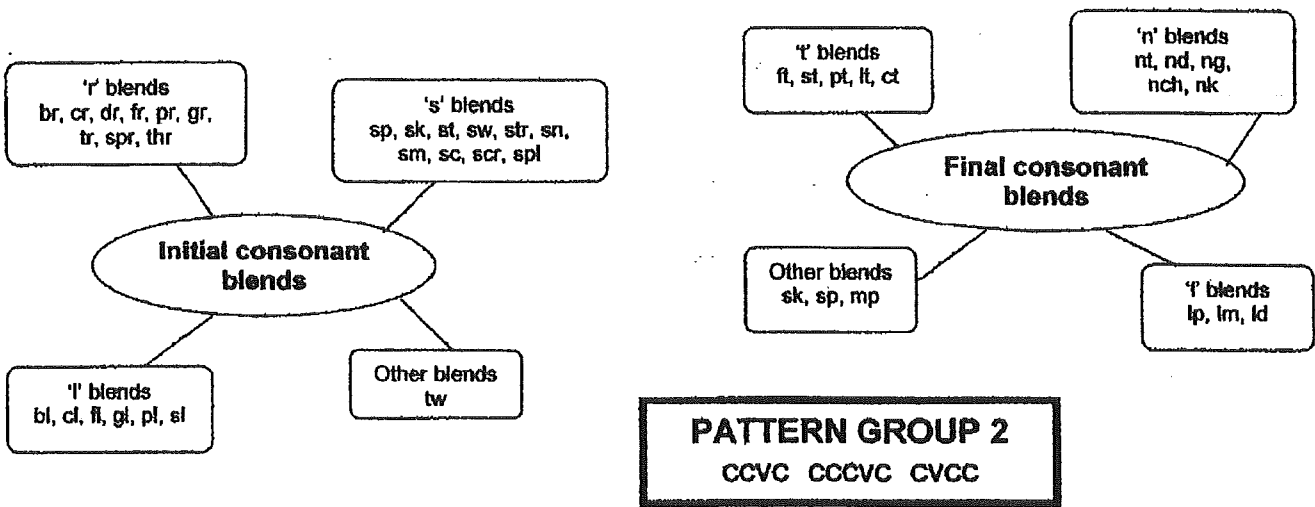 'r' blends
br, cr, dr, fr, pr, gr,
tr, spr, thr
's' blends
sp, sk, st, sw, str, sn,
sm, sc, scr, spl
Initial consonant
blends
'l' blends
bl, cl, fl, gl, pl, sl
Other blends
tw
't' blends
ft, st, pt, lt, ct
'n' blends
nt, nd, ng,
nch, nk
Final consonant
blends
Other blends
sk, sp, mp
'l' blends
lp, lm, ld
PATTERN GROUP 2
CCVC CCCVC CVCC